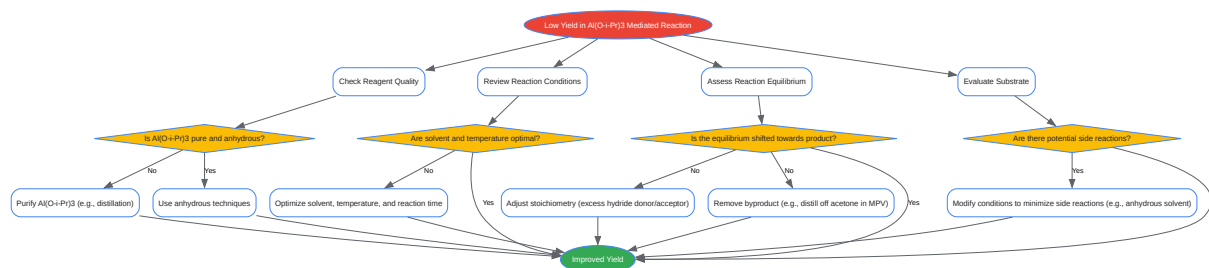 Low Yield in Al(O-i-Pr)3 Mediated Reaction
Check Reagent Quality
Review Reaction Conditions
Assess Reaction Equilibrium
Evaluate Substrate
Is Al(O-i-Pr)3 pure and anhydrous?
Are solvent and temperature optimal?
Is the equilibrium shifted towards product?
Are there potential side reactions?
No
Yes
No
No
No
Yes
Purify Al(O-i-Pr)3 (e.g., distillation)
Use anhydrous techniques
Optimize solvent, temperature, and reaction time
Yes
Adjust stoichiometry (excess hydride donor/acceptor)
Remove byproduct (e.g., distill off acetone in MPV)
Yes
Modify conditions to minimize side reactions (e.g., anhydrous solvent)
Improved Yield